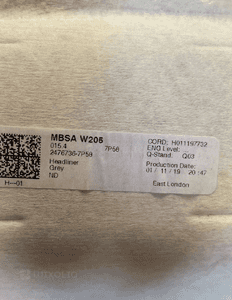 MBSA W205
015.4 7P58
2476736-7P58
Headliner
Grey
ND
H---01
CORD: H011167732
ENG Level:
Q-Stand: Q03
Production Date:
01 / 11 / 19 20:47
East London